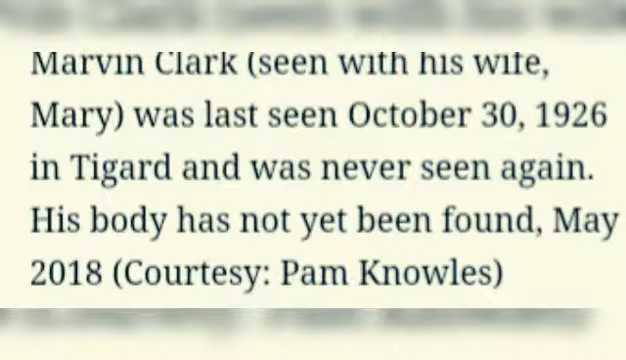 Marvin Clark (seen with his wife,
Mary) was last seen October 30, 1926
in Tigard and was never seen again.
His body has not yet been found, May
2018 (Courtesy: Pam Knowles)